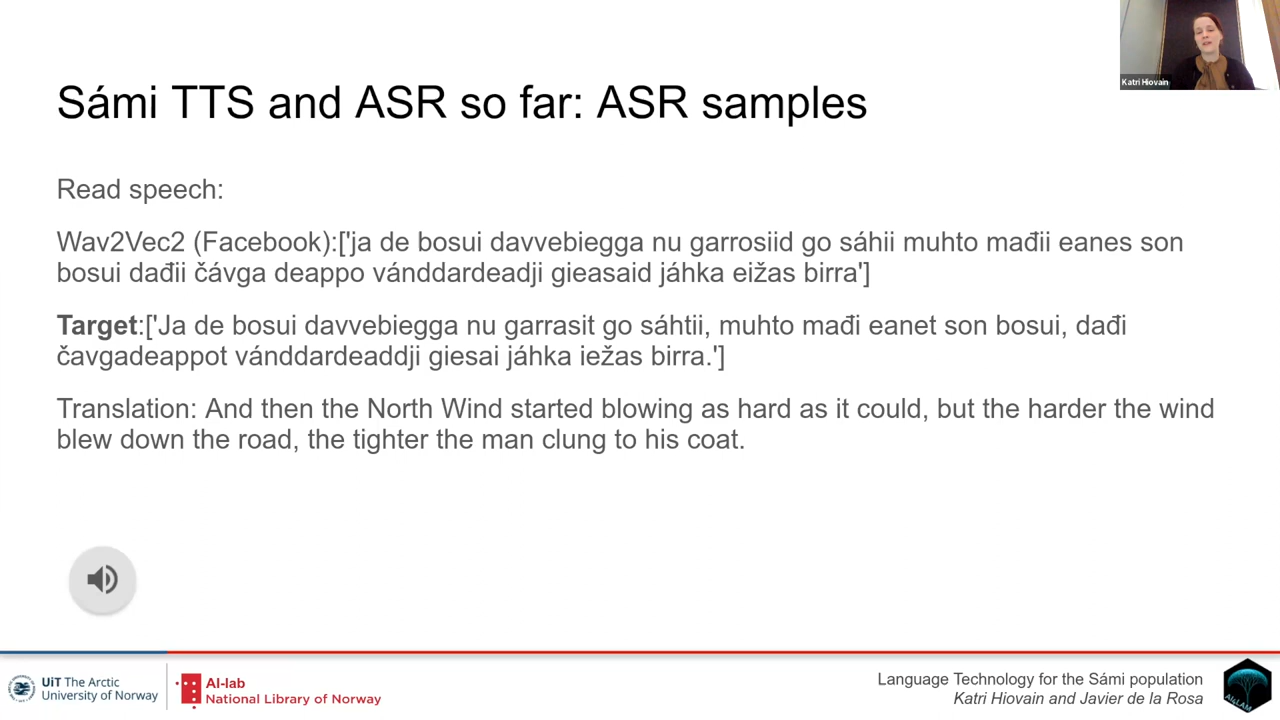 Katri Hiovain
Sámi TTS and ASR so far: ASR samples
Read speech:
Wav2Vec2 (Facebook):['ja de bosui davvebiegga nu garrosiid go sáhii muhto mađii eanes son
bosui dađii čávga deappo vánddardeadji gieasaid jáhka eižas birra']
Target:['Ja de bosui davvebiegga nu garrasit go sáhtii, muhto mađi eanet son bosui, dađi
čavgadeappot vánddardeaddji giesai jáhka iežas birra.']
Translation: And then the North Wind started blowing as hard as it could, but the harder the wind
blew down the road, the tighter the man clung to his coat.
UiT The Arctic
University of Norway
AI-lab
National Library of Norway
Language Technology for the Sámi population
Katri Hiovain and Javier de la Rosa